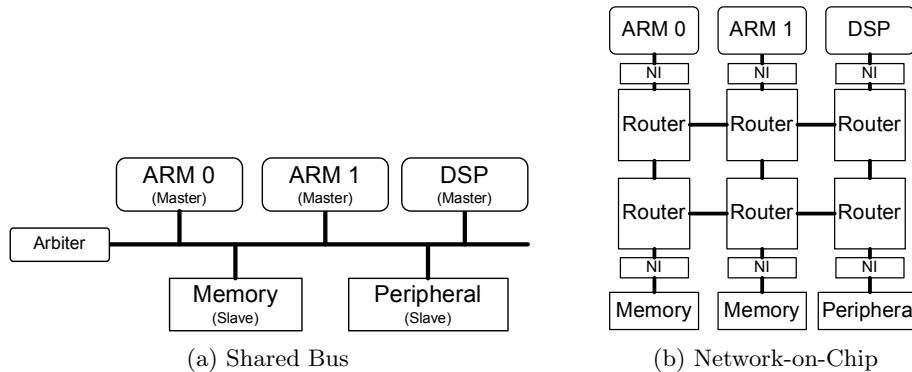 ARM 0
(Master)
ARM 1
(Master)
DSP
(Master)
Arbiter
Memory
(Slave)
Peripheral
(Slave)
(a) Shared Bus
ARM 0 ARM 1 DSP
NI NI NI
Router Router Router
Router Router Router
NI NI NI
Memory Memory Peripheral
(b) Network-on-Chip